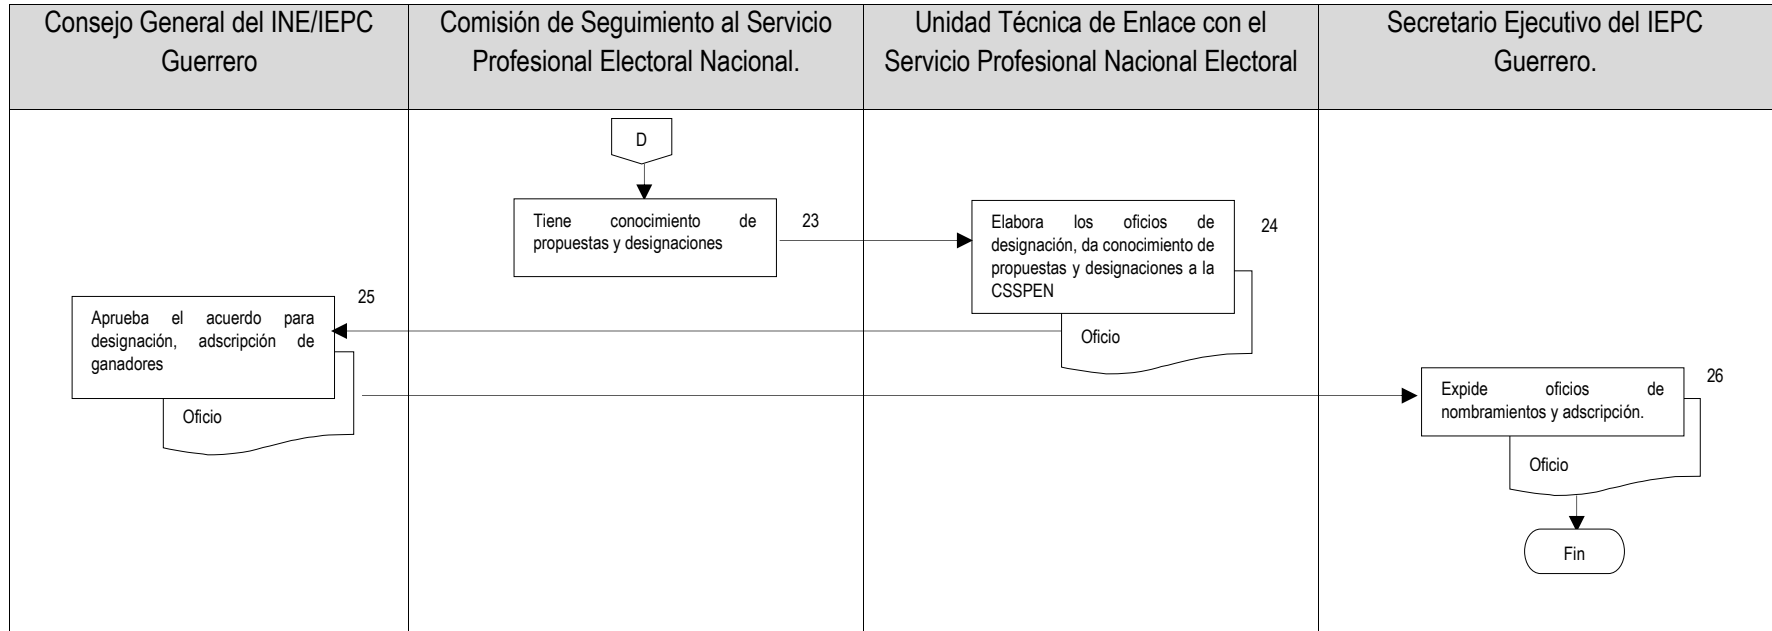 Consejo General del INE/IEPC
Guerrero
Comisión de Seguimiento al Servicio
Profesional Electoral Nacional.
Unidad Técnica de Enlace con el
Servicio Profesional Nacional Electoral
Secretario Ejecutivo del IEPC
Guerrero.
D
Tiene conocimiento de
propuestas y designaciones
23
Elabora los oficios de
designación, da conocimiento de
propuestas y designaciones a la
CSSPEN
24
Oficio
25
Aprueba el acuerdo para
designación, adscripción de
ganadores
Oficio
26
Expide oficios de
nombramientos y adscripción.
Oficio
Fin